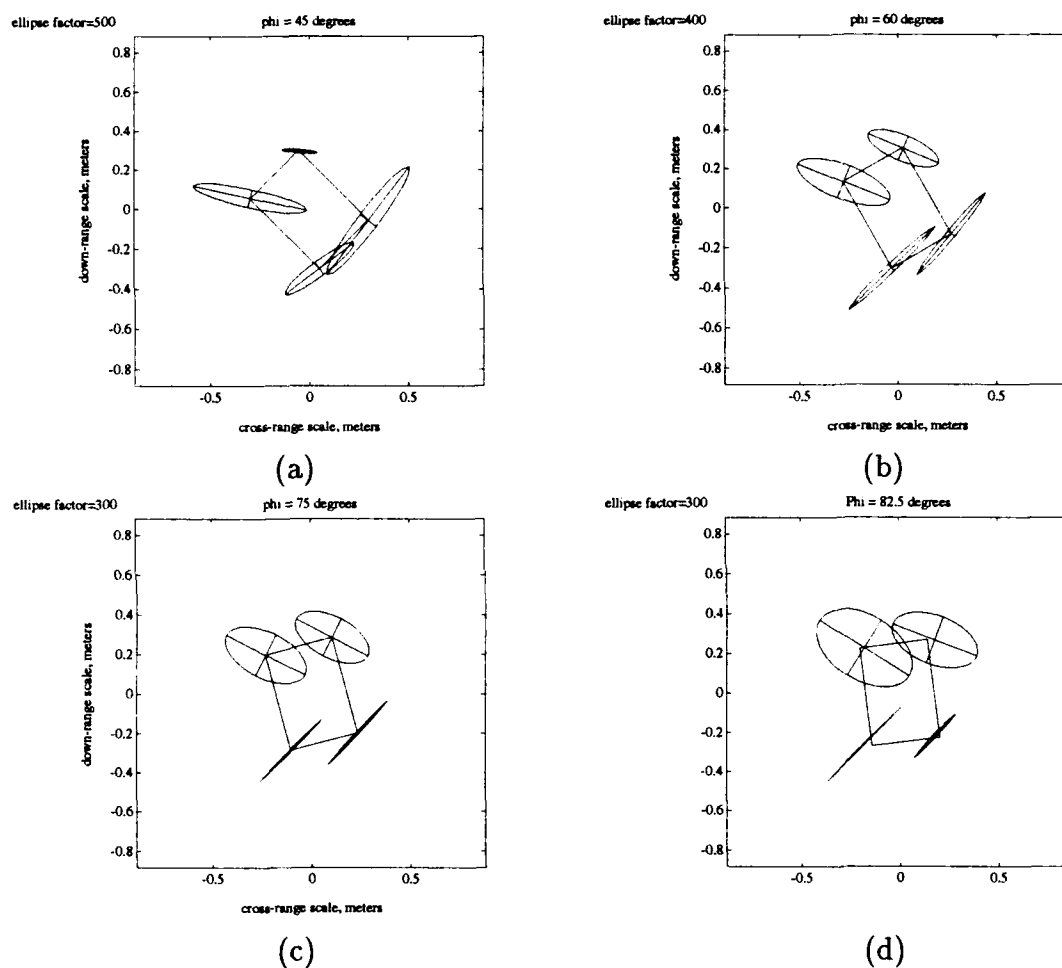 ellipse factor=500
phi = 45 degrees
0.8
0.6
0.4
0.2
0
-0.2
-0.4
-0.6
-0.8
down-range scale, meters
-0.5
0
0.5
cross-range scale, meters
(a)
ellipse factor=400
phi = 60 degrees
0.8
0.6
0.4
0.2
0
-0.2
-0.4
-0.6
-0.8
down-range scale, meters
-0.5
0
0.5
cross-range scale, meters
(b)
ellipse factor=300
phi = 75 degrees
0.8
0.6
0.4
0.2
0
-0.2
-0.4
-0.6
-0.8
down-range scale, meters
-0.5
0
0.5
cross-range scale, meters
(c)
ellipse factor=300
Phi = 82.5 degrees
0.8
0.6
0.4
0.2
0
-0.2
-0.4
-0.6
-0.8
-0.5
0
0.5
(d)